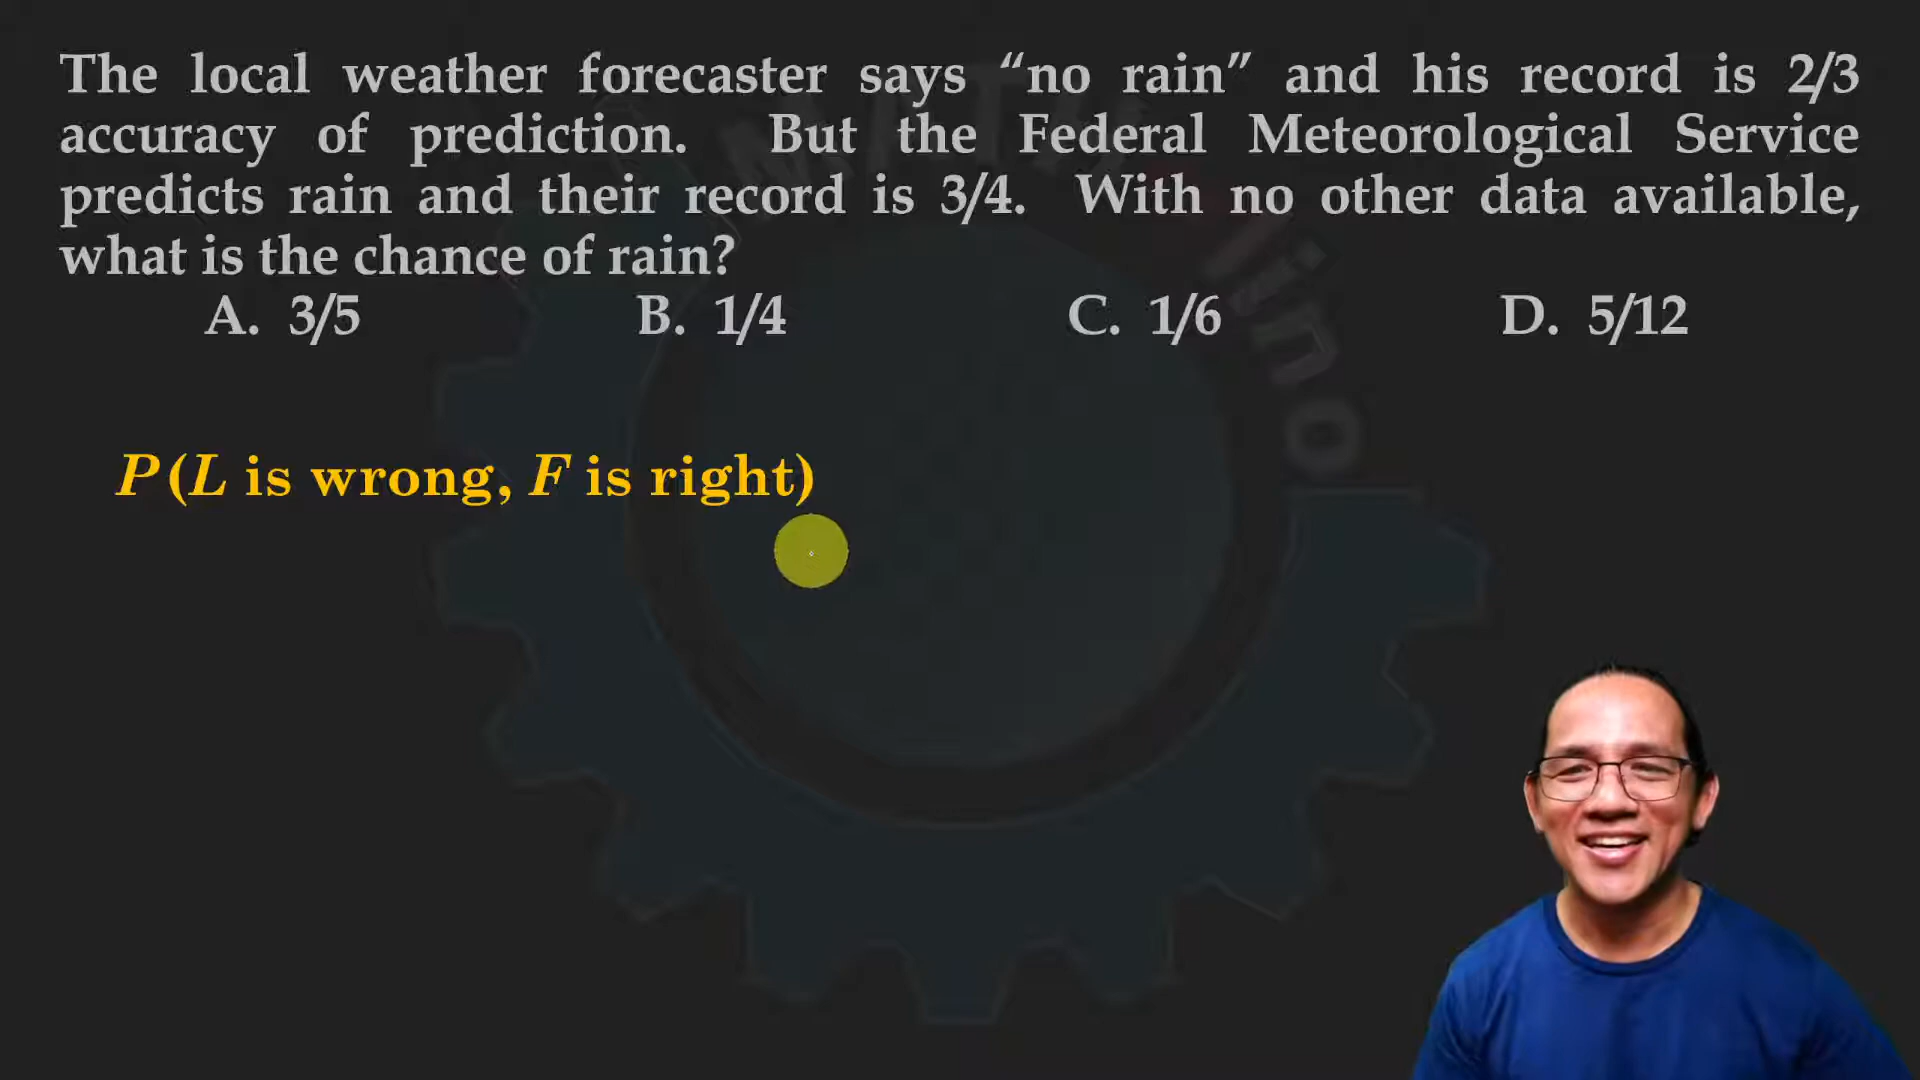 The local weather forecaster says “no rain” and his record is 2/3
accuracy of prediction. But the Federal Meteorological Service
predicts rain and their record is 3/4. With no other data available,
what is the chance of rain?
A. 3/5 B. 1/4 C. 1/6 D. 5/12
P(L is wrong, F is right)